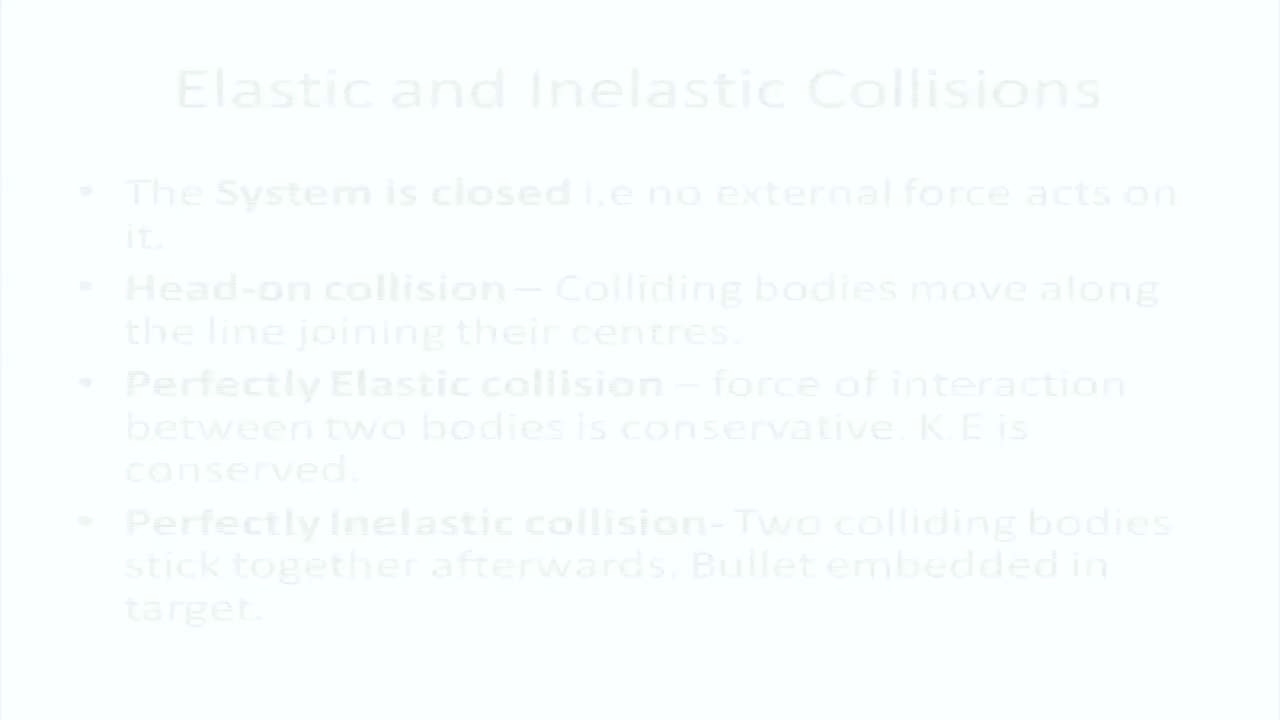 Elastic and Inelastic Collisions
• The System is closed i.e no external force acts on
it.
• Head-on collision – Colliding bodies move along
the line joining their centres.
• Perfectly Elastic collision – force of interaction
between two bodies is conservative. K.E is
conserved.
• Perfectly Inelastic collision- Two colliding bodies
stick together afterwards. Bullet embedded in
target.